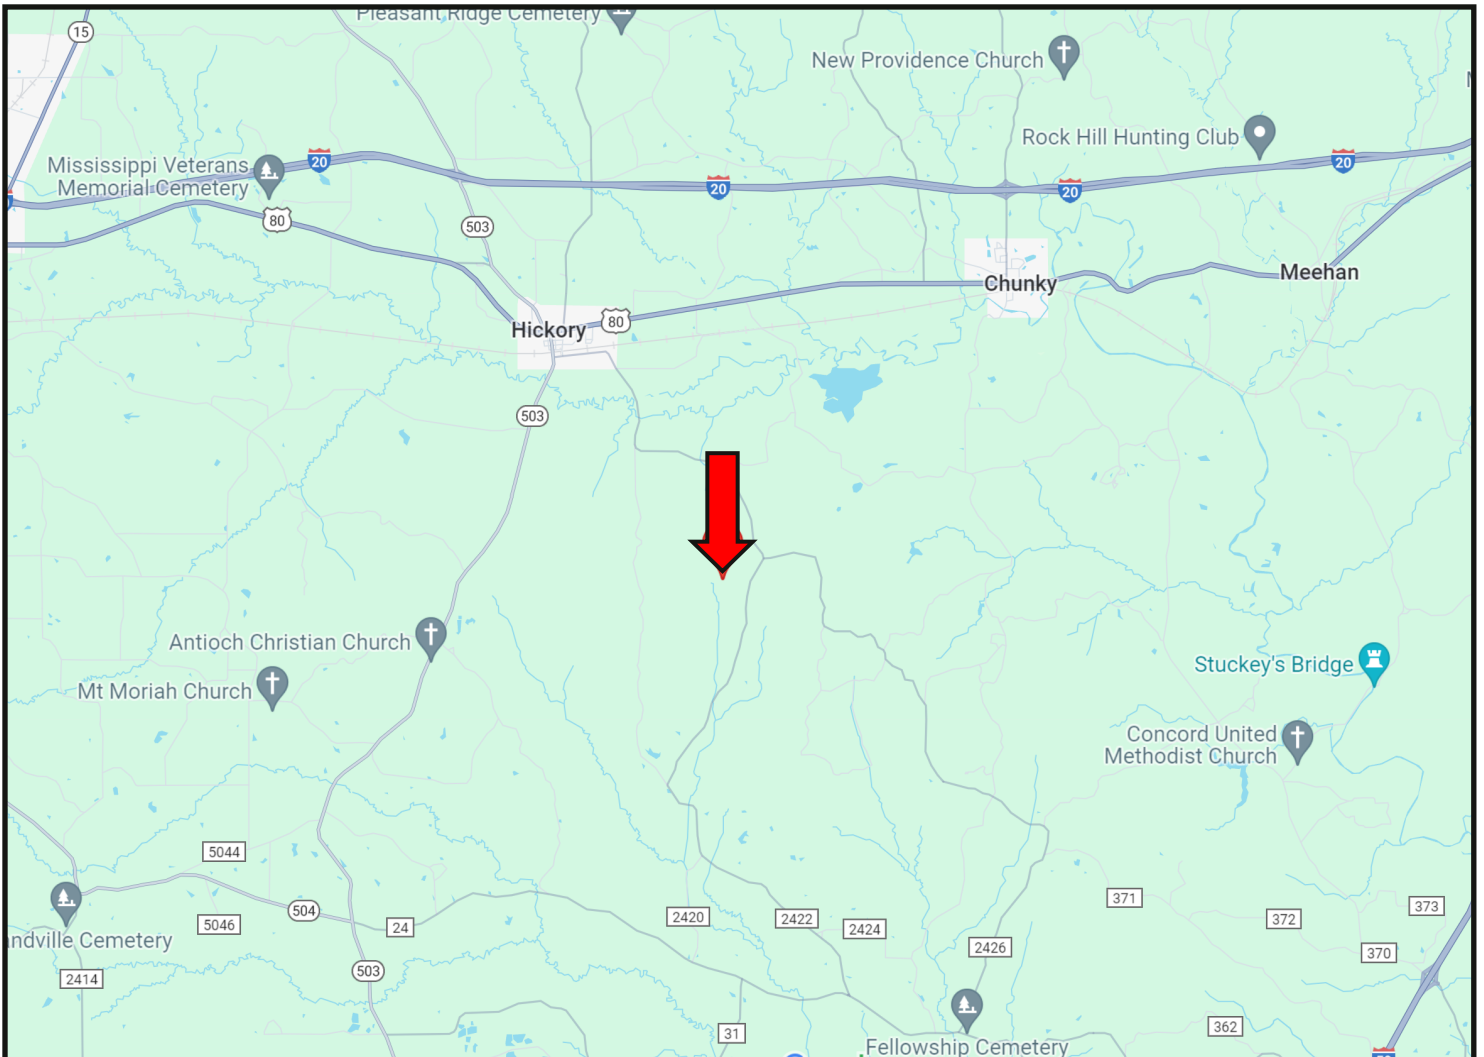 Pleasant Ridge Cemetery
15
New Providence Church
Rock Hill Hunting Club
20
20
Mississippi Veterans
Memorial Cemetery
20
20
80
503
Meehan
Chunky
80
Hickory
503
Antioch Christian Church
Stuckey's Bridge
Mt Moriah Church
Concord United
Methodist Church
5044
371
373
504
2420
2422
372
5046
24
2424
andville Cemetery
2426
370
503
2414
362
31
Fellowship Cemetery